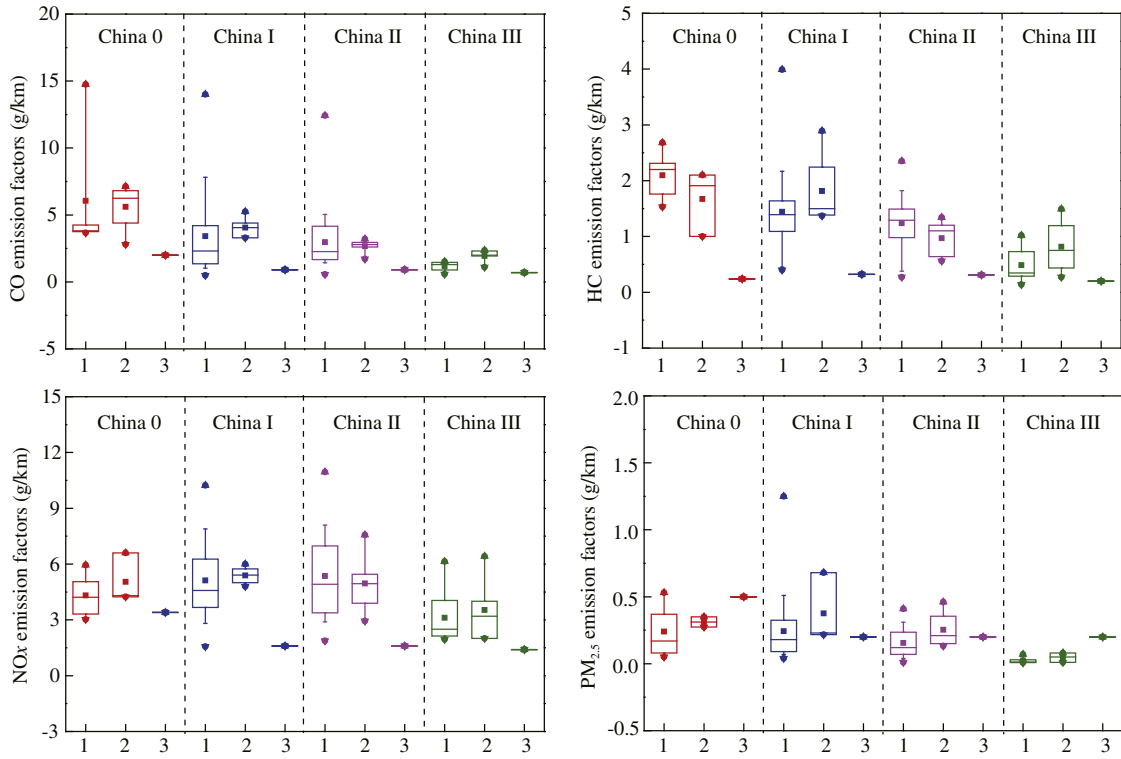 CO emission factors (g/km)
20
15
10
5
0
-5
China 0
China I
China II
China III
1 2 3 1 2 3 1 2 3 1 2 3
HC emission factors (g/km)
5
4
3
2
1
0
-1
China 0
China I
China II
China III
1 2 3 1 2 3 1 2 3 1 2 3
NOx emission factors (g/km)
15
12
9
6
3
0
-3
China 0
China I
China II
China III
1 2 3 1 2 3 1 2 3 1 2 3
PM2.5 emission factors (g/km)
2.0
1.5
1.0
0.5
0.0
-0.5
China 0
China I
China II
China III
1 2 3 1 2 3 1 2 3 1 2 3